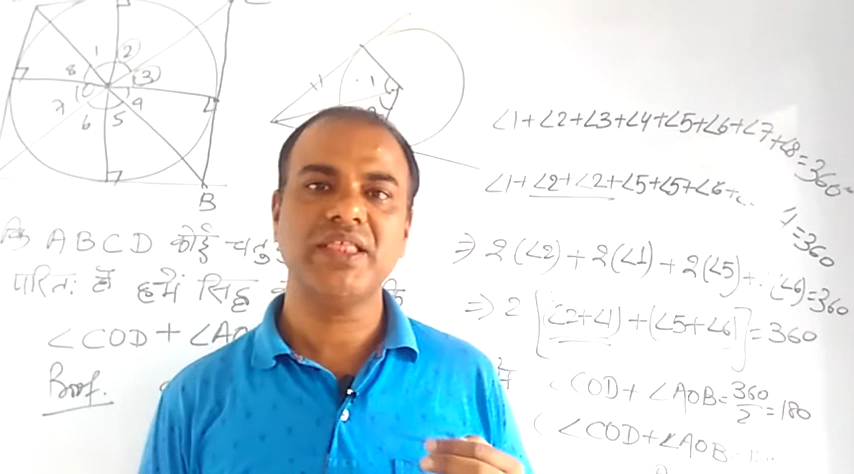 1 2
8 3
7 4
6 5
B
1
∠1+∠2+∠3+∠4+∠5+∠6+∠7+∠8=360°
∠1+∠2+∠2+∠5+∠5+∠6+
∠1=360
⇒ 2(∠2)+2(∠1)+2(∠5)+ (∠6)=360
⇒ 2[∠2+∠1)+(∠5+∠6]=360
कि ABCD कोई
परितः हों हमें सिद्ध
∠COD+∠AO
∠COD+∠AOB=360/2=180
Proof.
∠COD+∠AOB